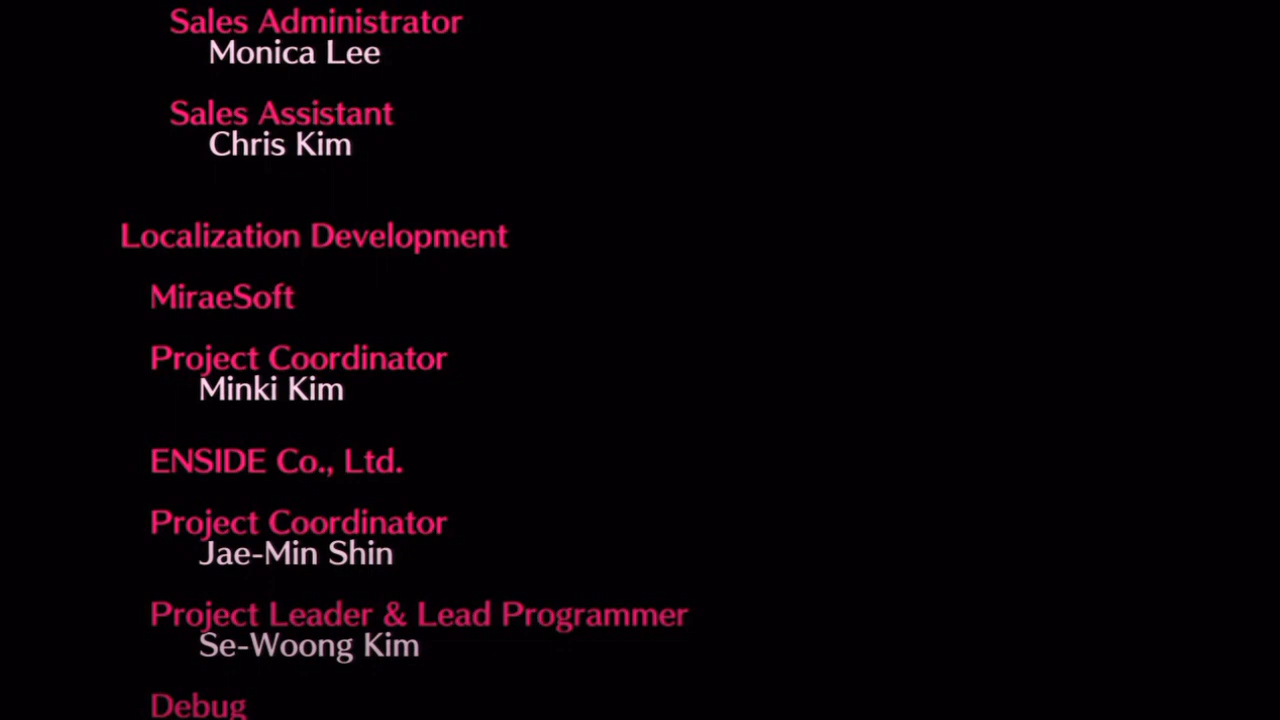 Sales Administrator
Monica Lee
Sales Assistant
Chris Kim
Localization Development
MiraeSoft
Project Coordinator
Minki Kim
ENSIDE Co., Ltd.
Project Coordinator
Jae-Min Shin
Project Leader & Lead Programmer
Se-Woong Kim
Debug